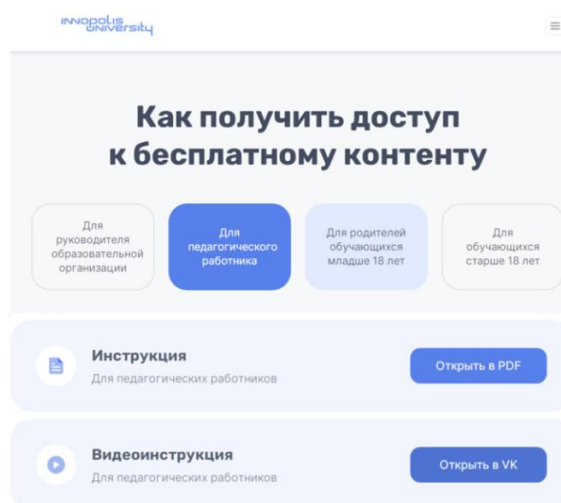 INNOPOLIS
UNIVERSITY
Как получить доступ
к бесплатному контенту
Для
руководителя
образовательной
организации
Для
педагогического
работника
Для родителей
обучающихся
младше 18 лет
Для
обучающихся
старше 18 лет
Инструкция
Для педагогических работников
Открыть в PDF
Видеоинструкция
Для педагогических работников
Открыть в VK